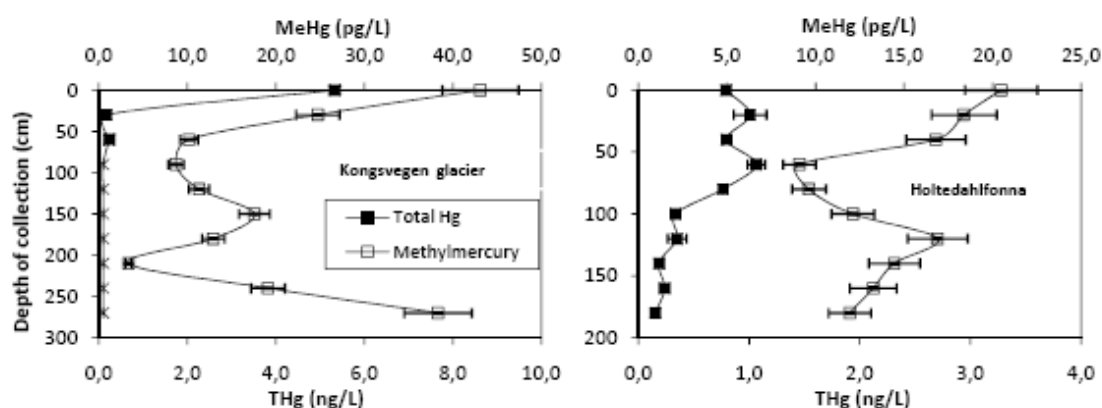 MeHg (pg/L)
0,0 10,0 20,0 30,0 40,0 50,0
Depth of collection (cm)
0
50
100
150
200
250
300
Kongsvegen glacier
Total Hg
Methylmercury
0,0 2,0 4,0 6,0 8,0 10,0
THg (ng/L)
MeHg (pg/L)
0,0 5,0 10,0 15,0 20,0 25,0
0
50
100
150
200
Holtedahlfonna
0,0 1,0 2,0 3,0 4,0
THg (ng/L)